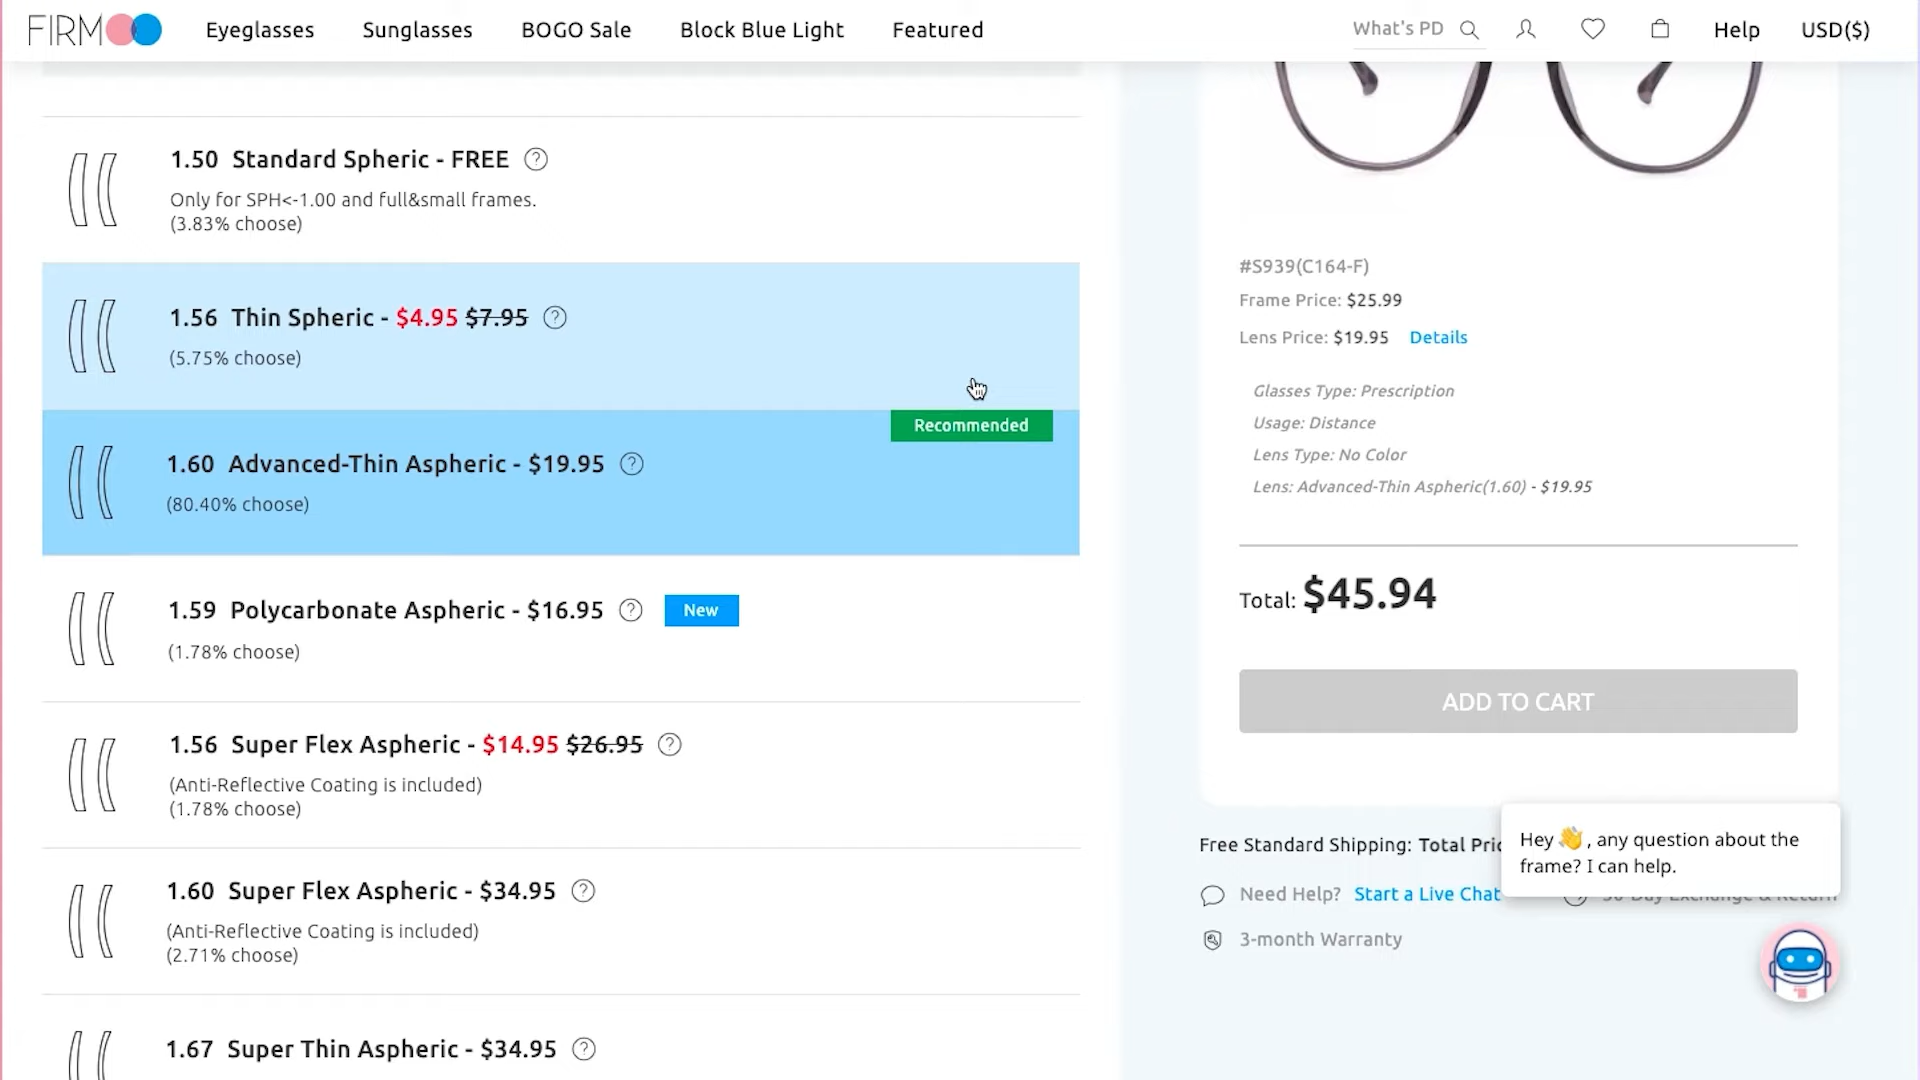 FIRMOO Eyeglasses Sunglasses BOGO Sale Block Blue Light Featured What's PD Help USD($)
1.50 Standard Spheric - FREE ?
Only for SPH<-1.00 and full&small frames.
(3.83% choose)
1.56 Thin Spheric - $4.95 $7.95 ?
(5.75% choose)
Recommended
1.60 Advanced-Thin Aspheric - $19.95 ?
(80.40% choose)
1.59 Polycarbonate Aspheric - $16.95 ? New
(1.78% choose)
1.56 Super Flex Aspheric - $14.95 $26.95 ?
(Anti-Reflective Coating is included)
(1.78% choose)
1.60 Super Flex Aspheric - $34.95 ?
(Anti-Reflective Coating is included)
(2.71% choose)
1.67 Super Thin Aspheric - $34.95 ?
#S939(C164-F)
Frame Price: $25.99
Lens Price: $19.95 Details
Glasses Type: Prescription
Usage: Distance
Lens Type: No Color
Lens: Advanced-Thin Aspheric(1.60) - $19.95
Total: $45.94
ADD TO CART
Free Standard Shipping: Total
Hey 👋, any question about the
frame? I can help.
Need Help? Start a Live Chat
3-month Warranty